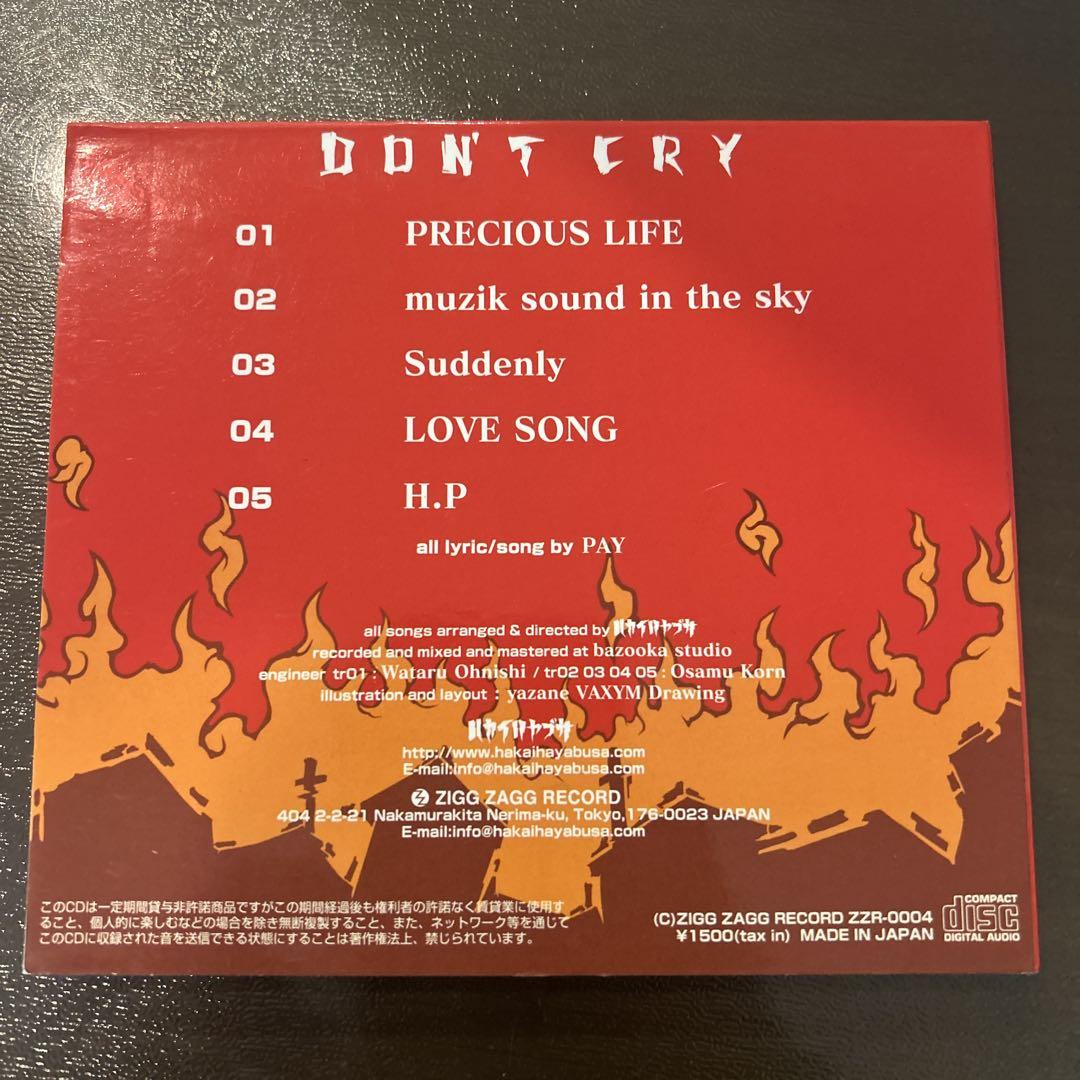 DON'T CRY
01 PRECIOUS LIFE
02 muzik sound in the sky
03 Suddenly
04 LOVE SONG
05 H.P
all lyric/song by PAY
all songs arranged & directed by ハカイハヤブサ
recorded and mixed and mastered at bazooka studio
engineer tr01 : Wataru Ohnishi / tr02 03 04 05 : Osamu Korn
illustration and layout : yazane VAXYM Drawing
ハカイハヤブサ
http://www.hakaihayabusa.com
E-mail:info@hakaihayabusa.com
ZIGG ZAGG RECORD
404 2-2-21 Nakamurakita Nerima-ku, Tokyo,176-0023 JAPAN
E-mail:info@hakaihayabusa.com
このCDは一定期間貸与非許諾商品ですがこの期間経過後も権利者の許諾なく賃貸業に使用す
ること、個人的に楽しむなどの場合を除き無断複製すること、また、ネットワーク等を通じて
このCDに収録された音を送信できる状態にすることは著作権法上、禁じられています。
(C)ZIGG ZAGG RECORD ZZR-0004
¥1500(tax in) MADE IN JAPAN
COMPACT
disc
DIGITAL AUDIO